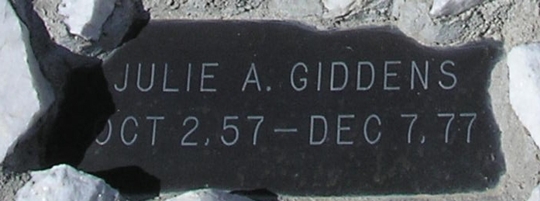 JULIE A. GIDDENS
OCT 2, 57 – DEC 7, 77